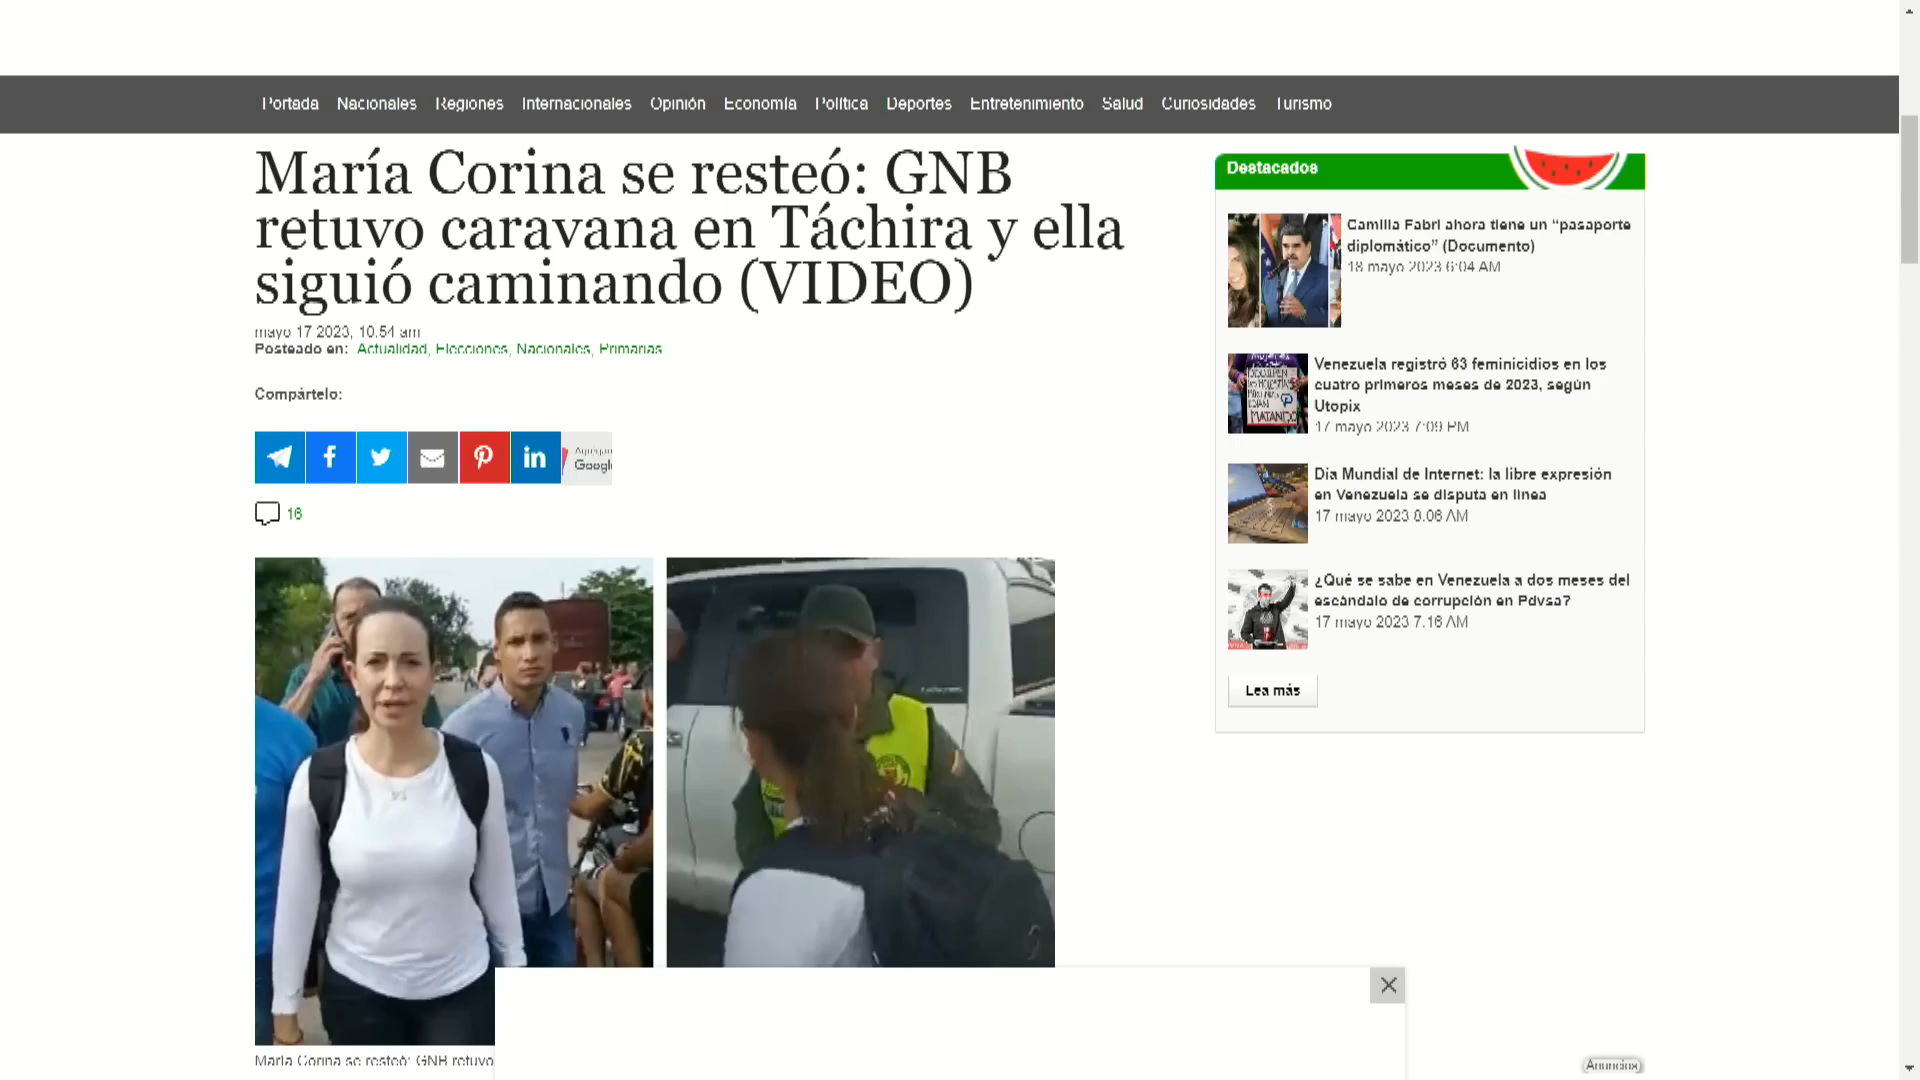 Portada Nacionales Regiones Internacionales Opinión Economía Política Deportes Entretenimiento Salud Curiosidades Turismo
María Corina se resteó: GNB
retuvo caravana en Táchira y ella
siguió caminando (VIDEO)
mayo 17 2023, 10:54 am
Posteado en: Actualidad, Elecciones, Nacionales, Primarias
Compártelo:
Googl
16
María Corina se resteó: GNB retuvo
Destacados
Camilla Fabri ahora tiene un “pasaporte
diplomático” (Documento)
18 mayo 2023 6:04 AM
Venezuela registró 63 feminicidios en los
cuatro primeros meses de 2023, según
Utopix
17 mayo 2023 7:09 PM
MATANDO
Día Mundial de Internet: la libre expresión
en Venezuela se disputa en línea
17 mayo 2023 8:06 AM
¿Qué se sabe en Venezuela a dos meses del
escándalo de corrupción en Pdvsa?
17 mayo 2023 7:16 AM
Lea más
Anuncios